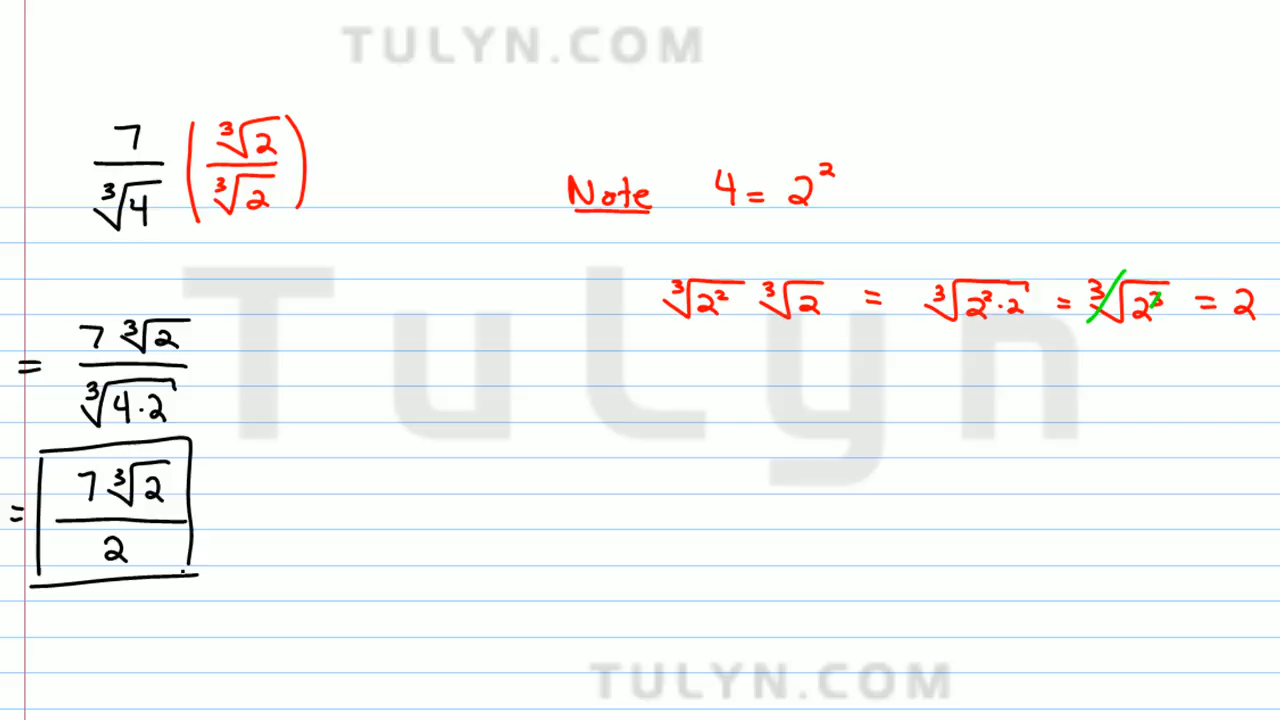 TULYN.COM
7/∛4 (∛2/∛2)
= 7 ∛2/∛(4·2)
= 7 ∛2/2
Note 4 = 2²
∛2² ∛2 = ∛(2²·2) = ∛2³ = 2
TuLyn
TULYN.COM